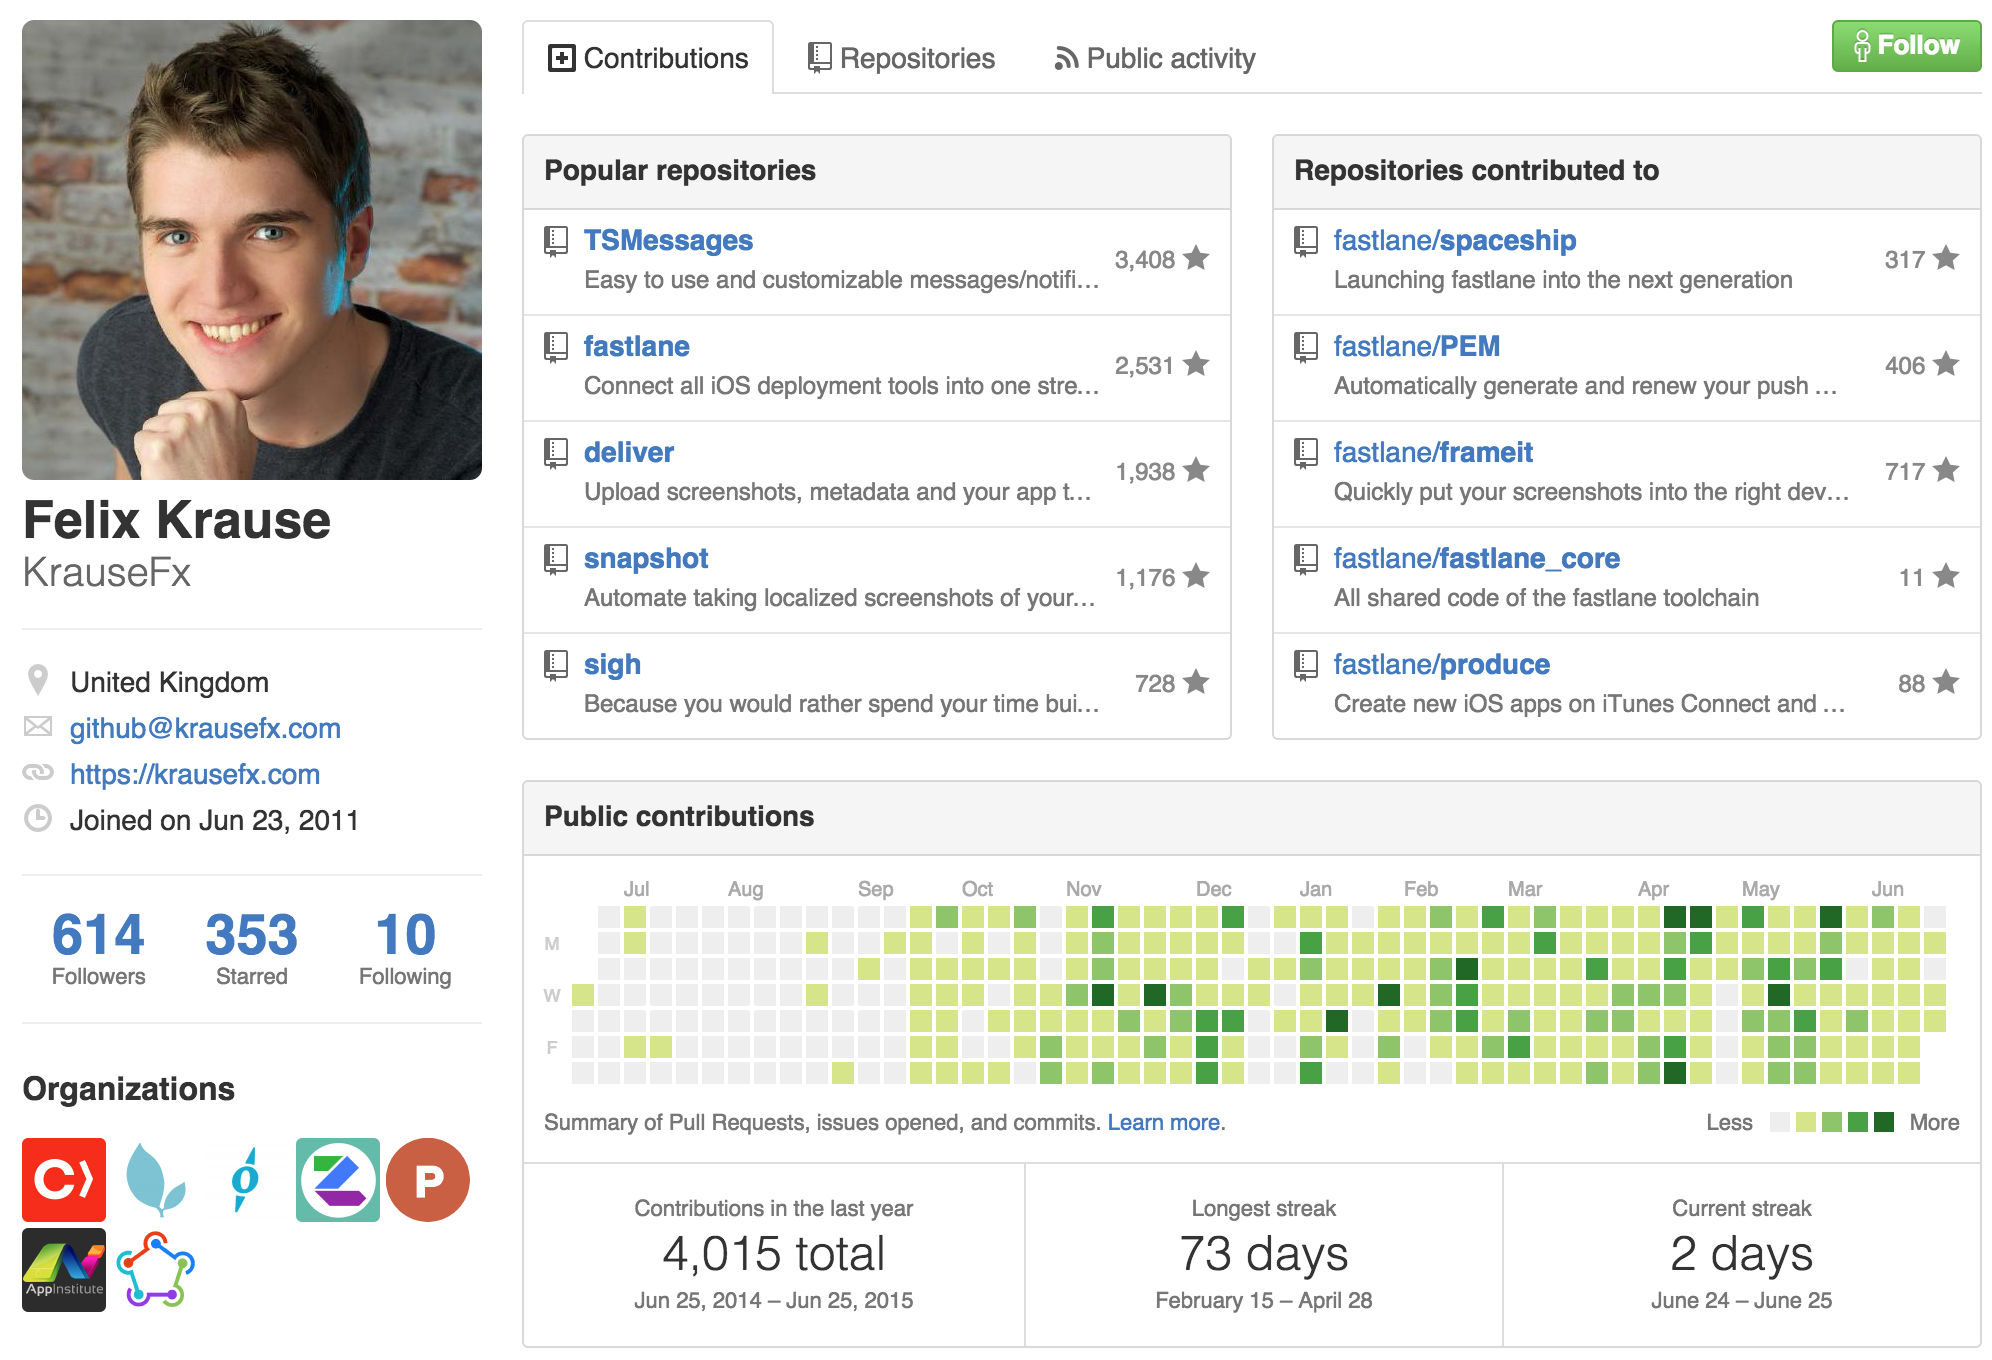 Contributions
Repositories
Public activity
Follow
Felix Krause
KrauseFx
United Kingdom
github@krausefx.com
https://krausefx.com
Joined on Jun 23, 2011
614 353 10
Followers Starred Following
Organizations
C
P
AppInstitute
Popular repositories
TSMessages
Easy to use and customizable messages/notifi...
3,408
fastlane
Connect all iOS deployment tools into one stre...
2,531
deliver
Upload screenshots, metadata and your app t...
1,938
snapshot
Automate taking localized screenshots of your...
1,176
sigh
Because you would rather spend your time bui...
728
Repositories contributed to
fastlane/spaceship
Launching fastlane into the next generation
317
fastlane/PEM
Automatically generate and renew your push ...
406
fastlane/frameit
Quickly put your screenshots into the right dev...
717
fastlane/fastlane_core
All shared code of the fastlane toolchain
11
fastlane/produce
Create new iOS apps on iTunes Connect and ...
88
Public contributions
Jul Aug Sep Oct Nov Dec Jan Feb Mar Apr May Jun
M
W
F
Summary of Pull Requests, issues opened, and commits. Learn more.
Less More
Contributions in the last year
4,015 total
Jun 25, 2014 – Jun 25, 2015
Longest streak
73 days
February 15 – April 28
Current streak
2 days
June 24 – June 25